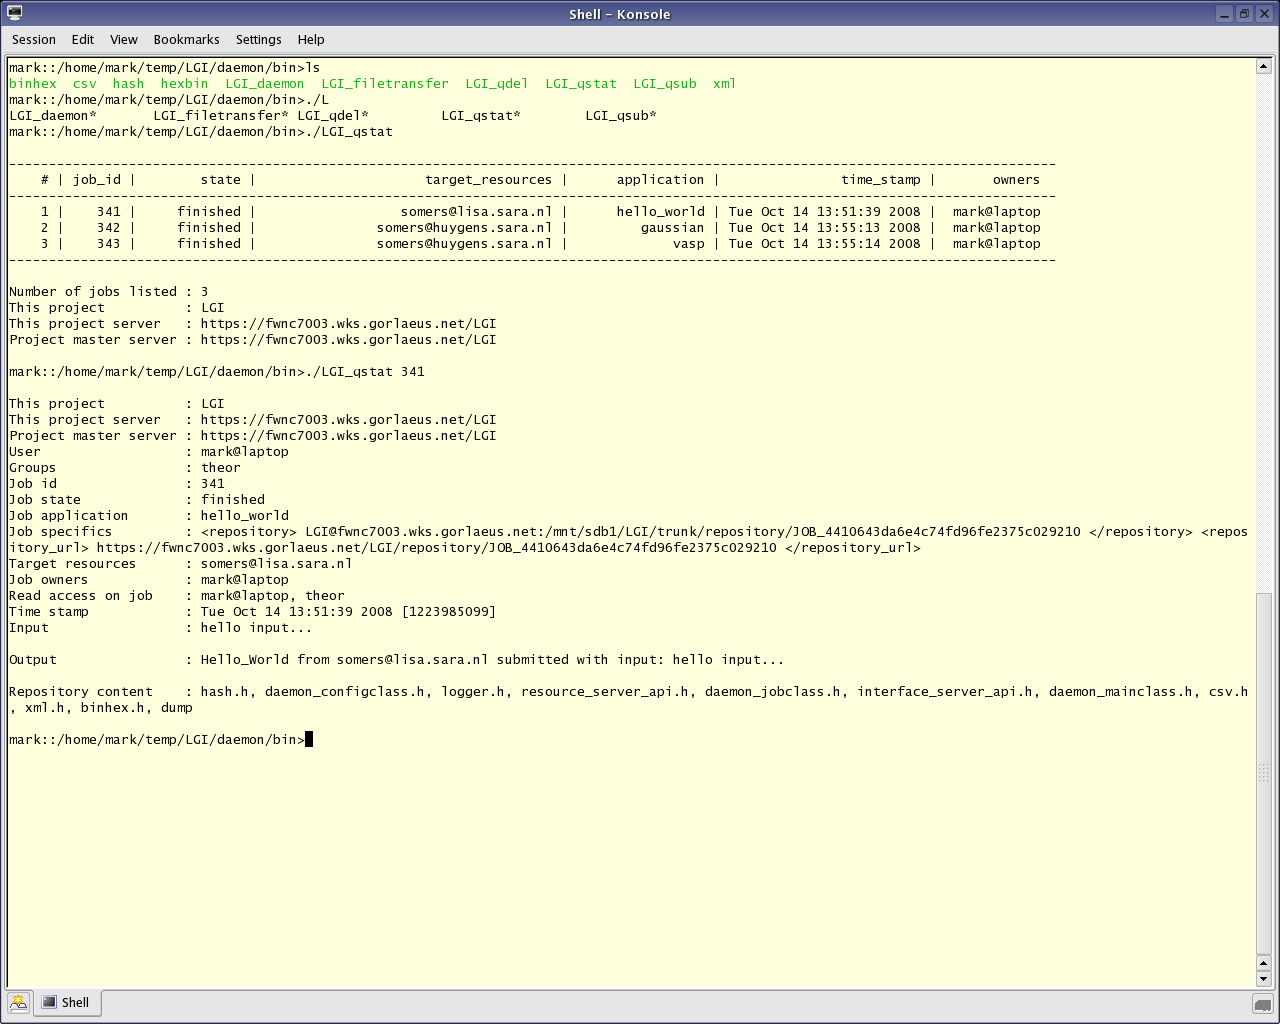 Shell - Konsole
Session Edit View Bookmarks Settings Help
mark::/home/mark/temp/LGI/daemon/bin>ls
binhex  csv  hash  hexbin  LGI_daemon  LGI_filetransfer  LGI_qdel  LGI_qstat  LGI_qsub  xml
mark::/home/mark/temp/LGI/daemon/bin>./L
LGI_daemon*       LGI_filetransfer* LGI_qdel*         LGI_qstat*        LGI_qsub*
mark::/home/mark/temp/LGI/daemon/bin>./LGI_qstat
-----------------------------------------------------------------------------------------------------------------------------------
    # | job_id |        state |                     target_resources |      application |               time_stamp |       owners
-----------------------------------------------------------------------------------------------------------------------------------
    1 |    341 |     finished |                  somers@lisa.sara.nl |      hello_world | Tue Oct 14 13:51:39 2008 |  mark@laptop
    2 |    342 |     finished |               somers@huygens.sara.nl |         gaussian | Tue Oct 14 13:55:13 2008 |  mark@laptop
    3 |    343 |     finished |               somers@huygens.sara.nl |             vasp | Tue Oct 14 13:55:14 2008 |  mark@laptop
-----------------------------------------------------------------------------------------------------------------------------------
Number of jobs listed : 3
This project          : LGI
This project server   : https://fwnc7003.wks.gorlaeus.net/LGI
Project master server : https://fwnc7003.wks.gorlaeus.net/LGI
mark::/home/mark/temp/LGI/daemon/bin>./LGI_qstat 341
This project          : LGI
This project server   : https://fwnc7003.wks.gorlaeus.net/LGI
Project master server : https://fwnc7003.wks.gorlaeus.net/LGI
User                  : mark@laptop
Groups                : theor
Job id                : 341
Job state             : finished
Job application       : hello_world
Job specifics         : <repository> LGI@fwnc7003.wks.gorlaeus.net:/mnt/sdb1/LGI/trunk/repository/JOB_4410643da6e4c74fd96fe2375c029210 </repository> <repos
itory_url> https://fwnc7003.wks.gorlaeus.net/LGI/repository/JOB_4410643da6e4c74fd96fe2375c029210 </repository_url>
Target resources      : somers@lisa.sara.nl
Job owners            : mark@laptop
Read access on job    : mark@laptop, theor
Time stamp            : Tue Oct 14 13:51:39 2008 [1223985099]
Input                 : hello input...
Output                : Hello_World from somers@lisa.sara.nl submitted with input: hello input...
Repository content    : hash.h, daemon_configclass.h, logger.h, resource_server_api.h, daemon_jobclass.h, interface_server_api.h, daemon_mainclass.h, csv.h
, xml.h, binhex.h, dump
mark::/home/mark/temp/LGI/daemon/bin>
Shell